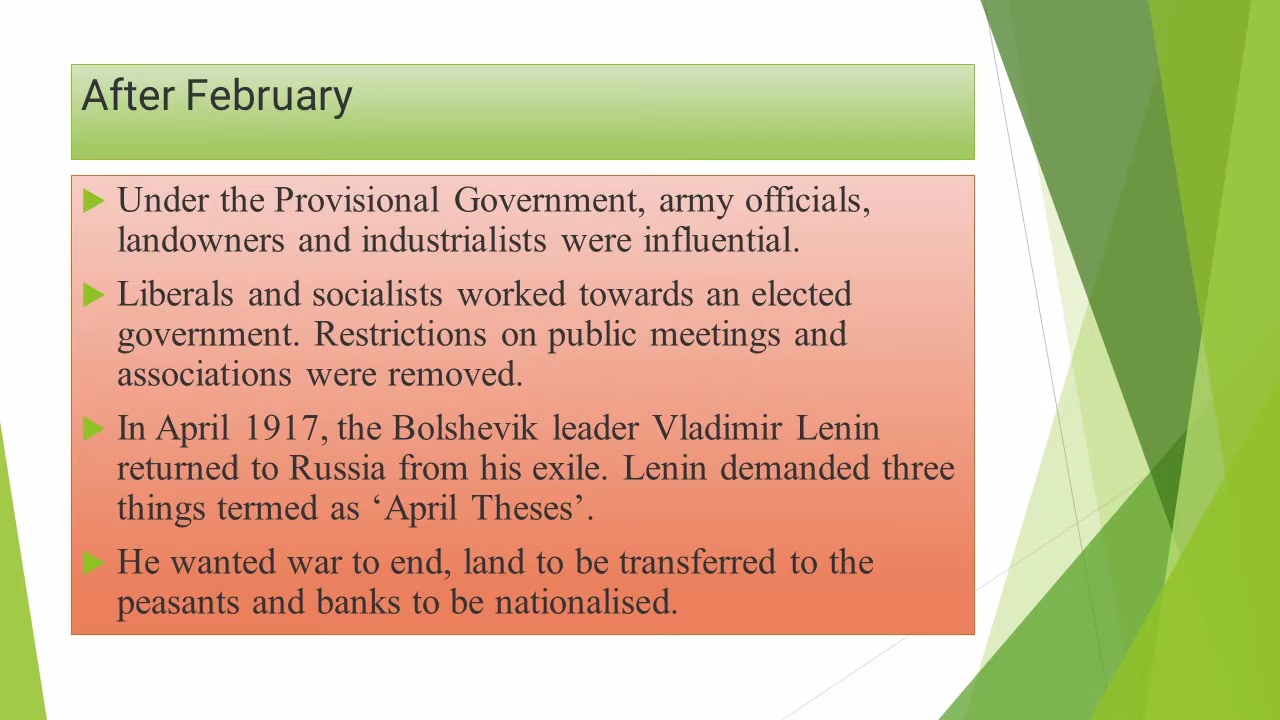 After February
Under the Provisional Government, army officials,
landowners and industrialists were influential.
Liberals and socialists worked towards an elected
government. Restrictions on public meetings and
associations were removed.
In April 1917, the Bolshevik leader Vladimir Lenin
returned to Russia from his exile. Lenin demanded three
things termed as ‘April Theses’.
He wanted war to end, land to be transferred to the
peasants and banks to be nationalised.